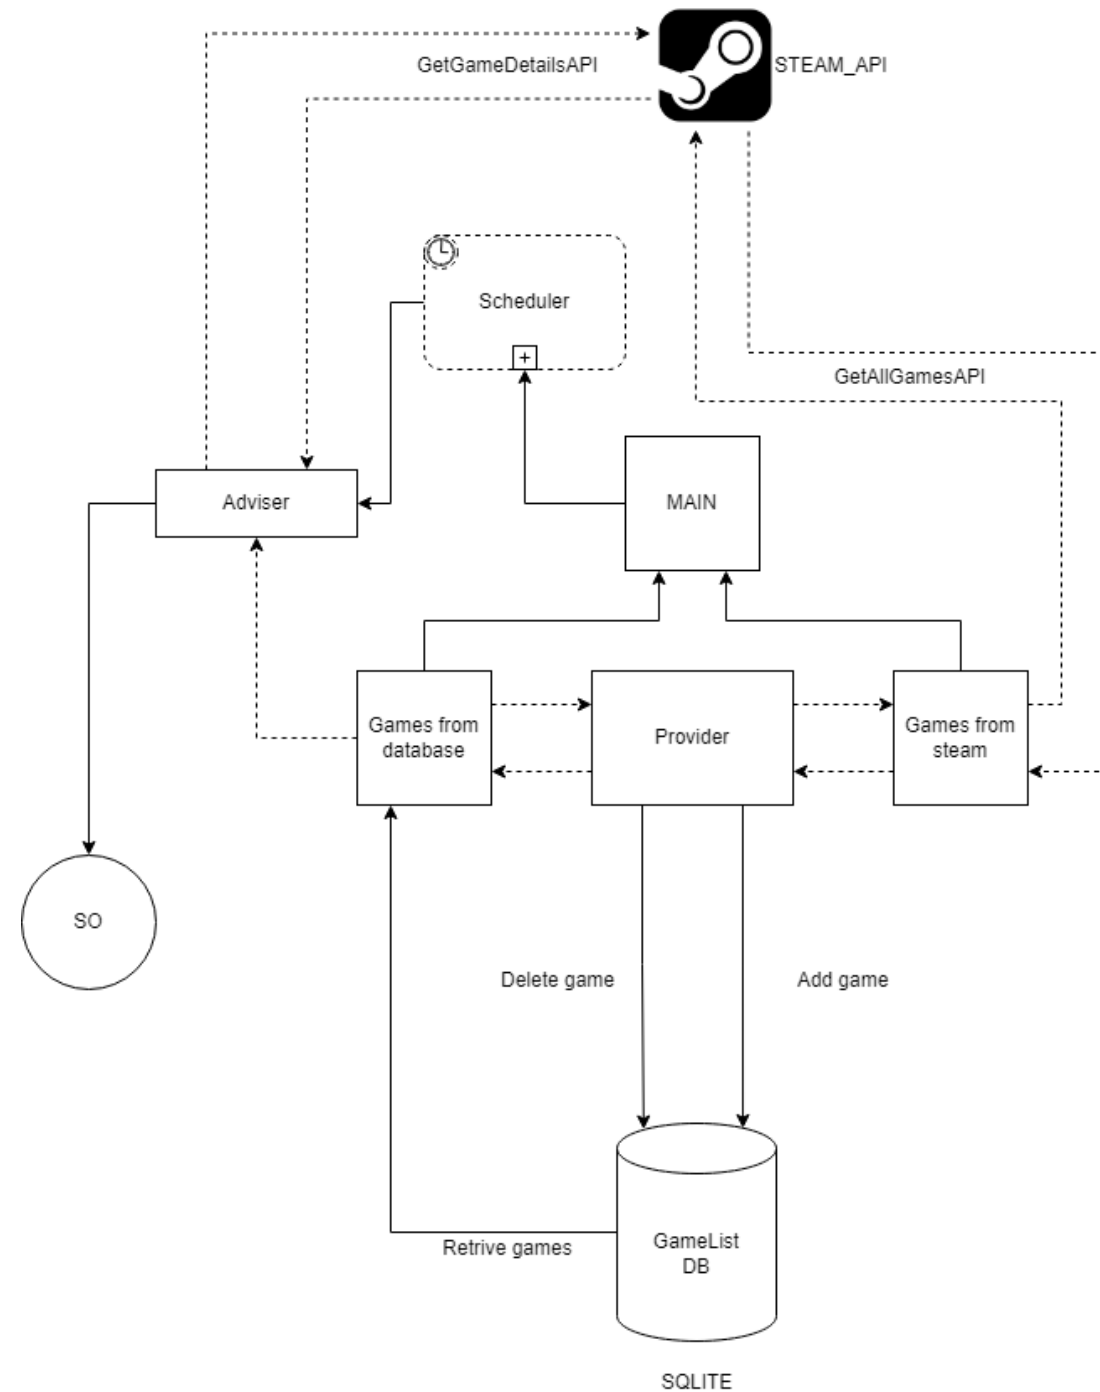 GetGameDetailsAPI
STEAM_API
Scheduler
+
GetAllGamesAPI
Adviser
MAIN
Games from
database
Provider
Games from
steam
SO
Delete game
Add game
Retrive games
GameList
DB
SQLITE